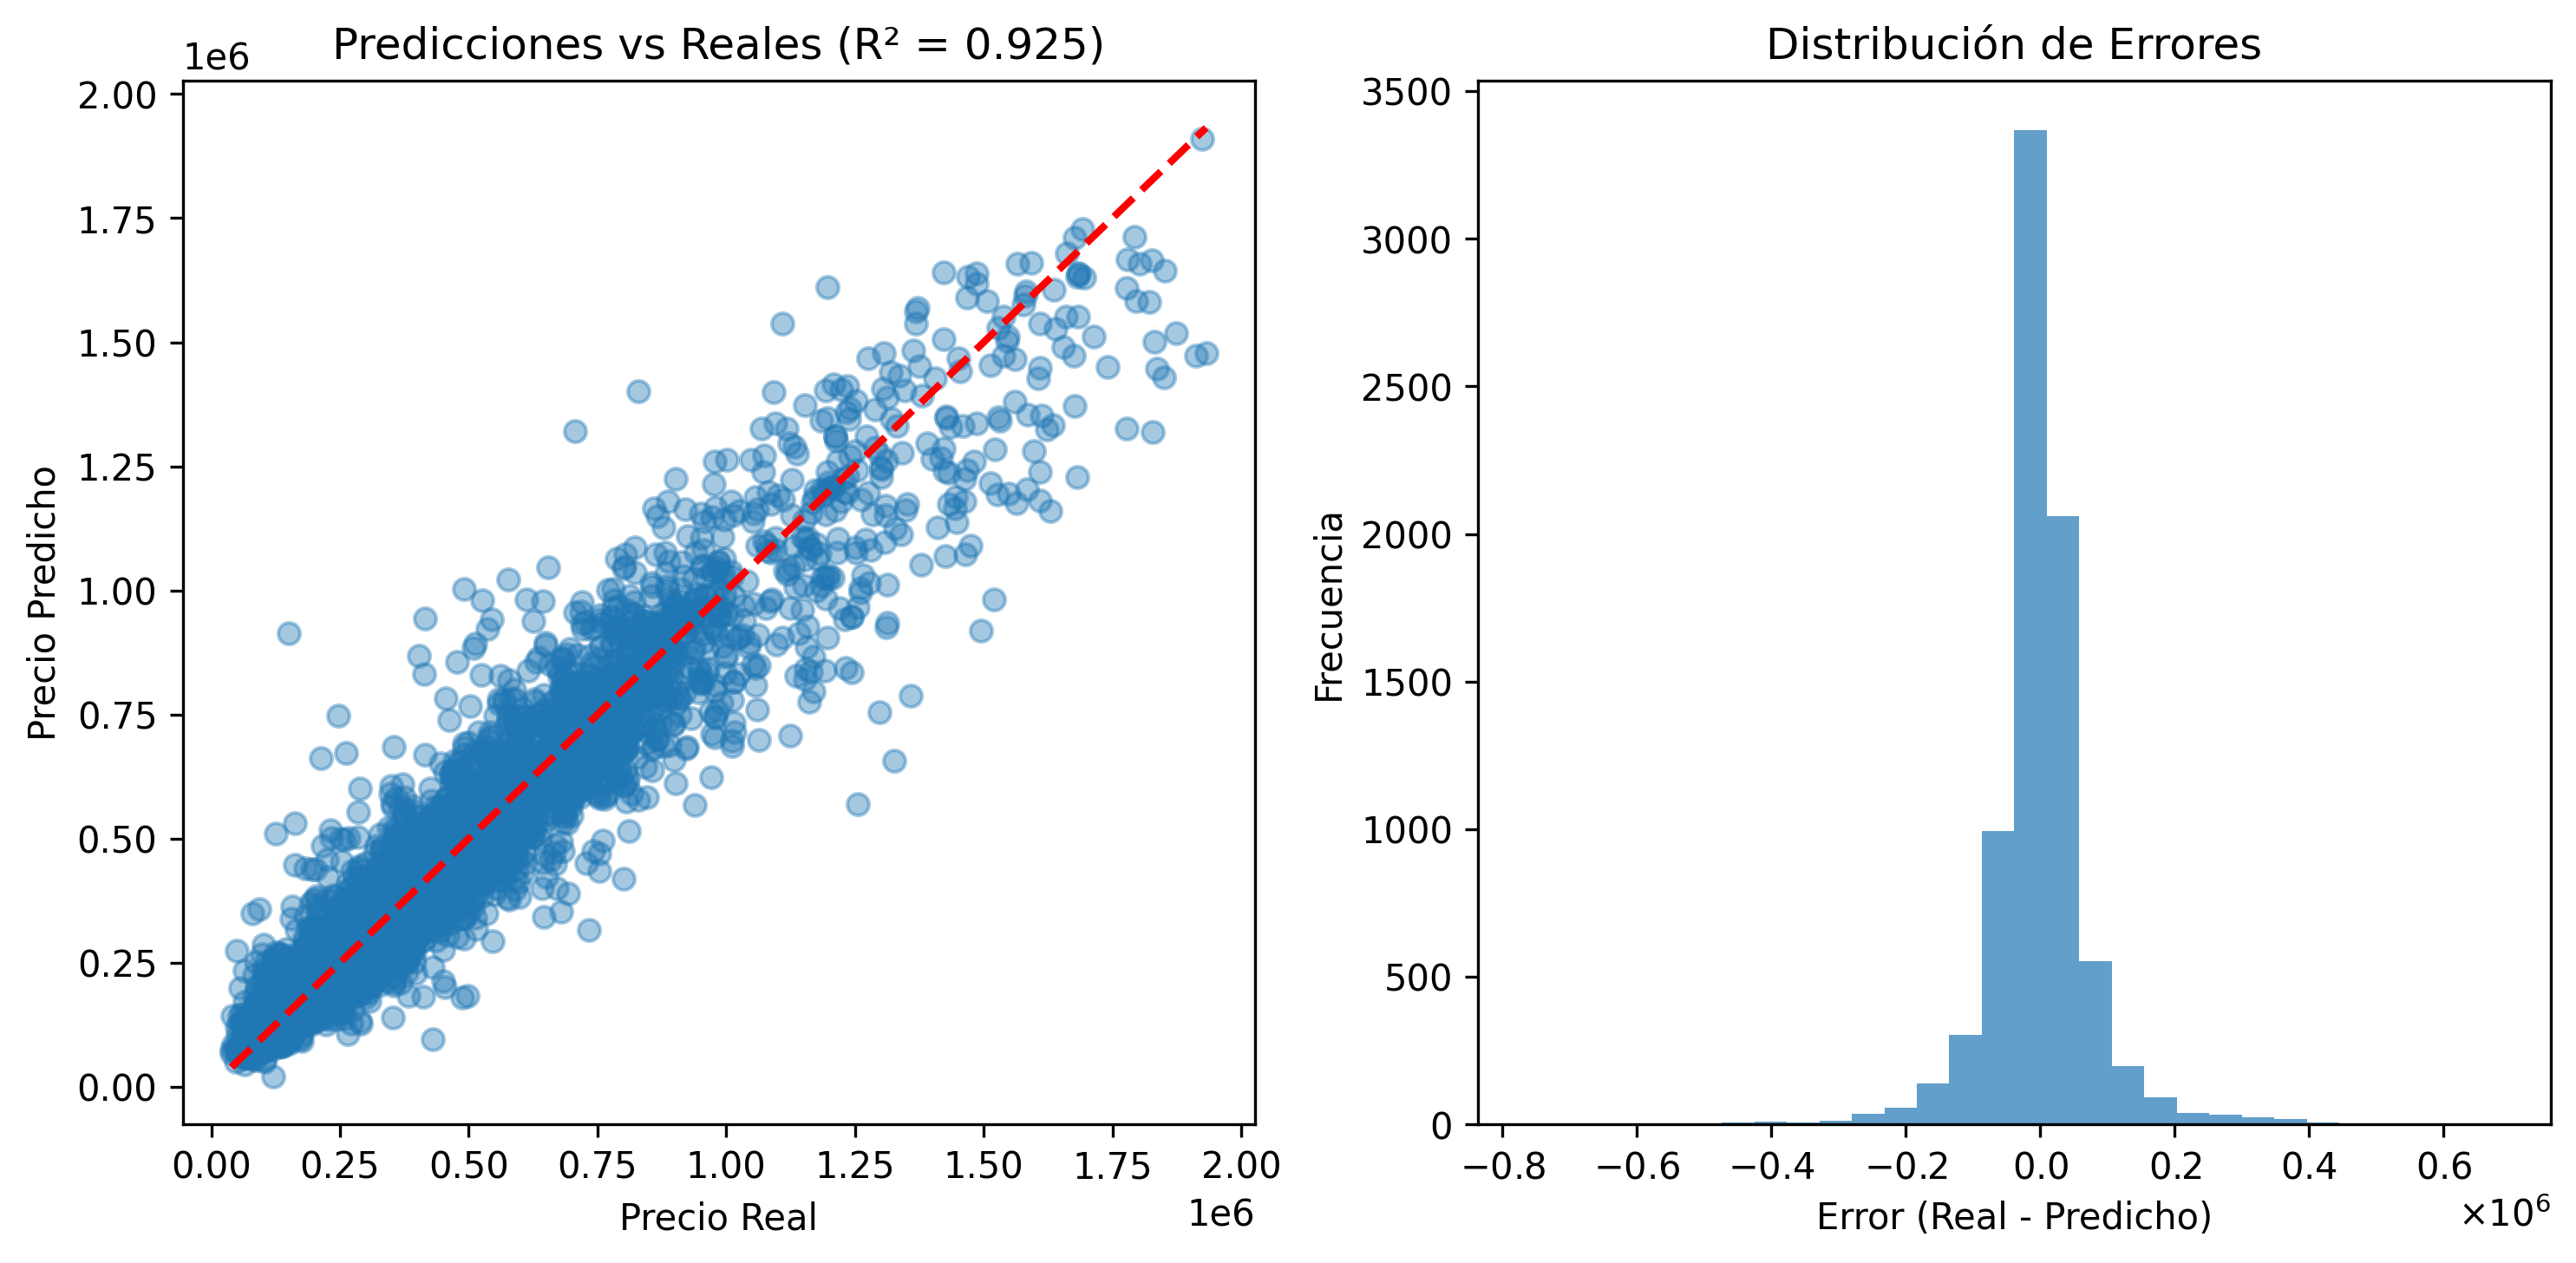 Predicciones vs Reales (R² = 0.925)
1e6
2.00
1.75
1.50
1.25
1.00
0.75
0.50
0.25
0.00
Precio Predicho
0.00 0.25 0.50 0.75 1.00 1.25 1.50 1.75 2.00
Precio Real
1e6
Distribución de Errores
3500
3000
2500
2000
1500
1000
500
0
Frecuencia
−0.8 −0.6 −0.4 −0.2 0.0 0.2 0.4 0.6
Error (Real - Predicho)
×10⁶